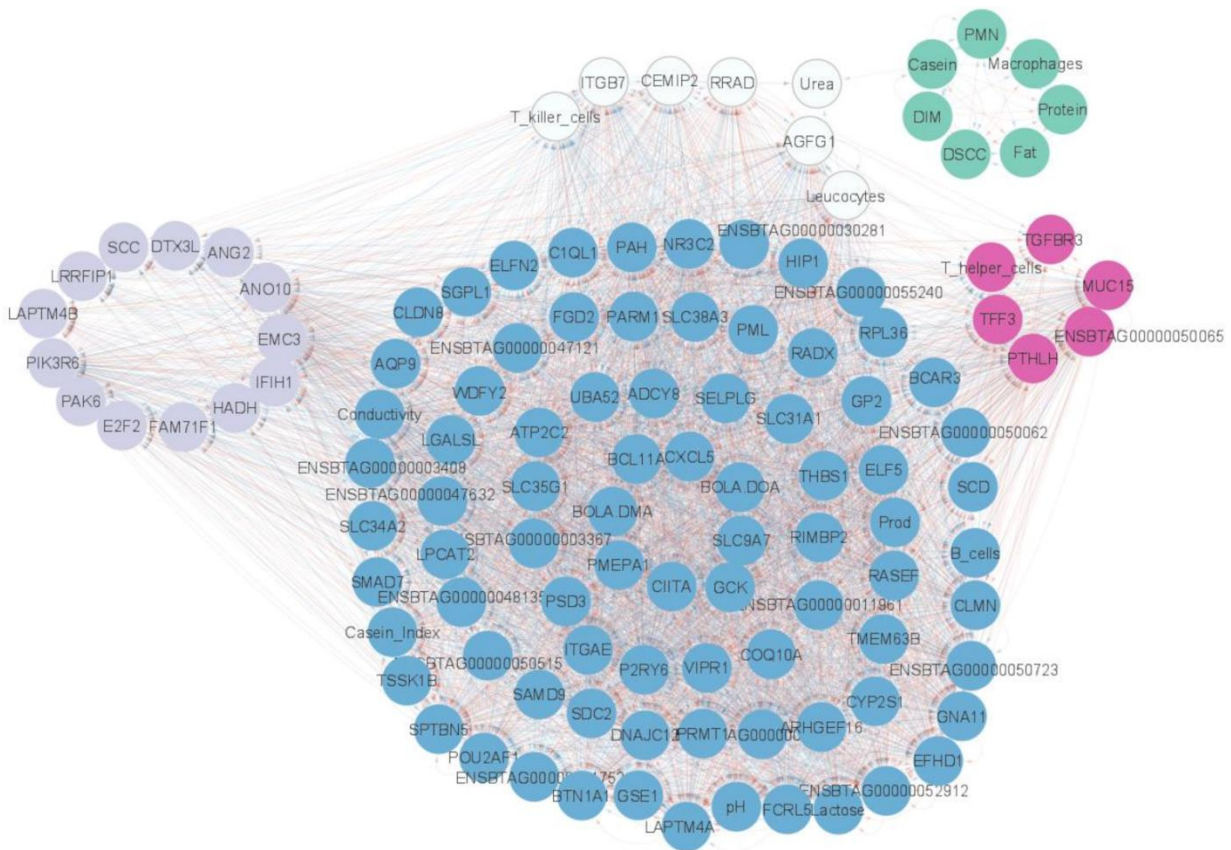 PMN
Casein
Macrophages
DIM
Protein
DSCC
Fat
ITGB7
CEMIP2
RRAD
Urea
T_killer_cells
AGFG1
Leucocytes
SCC
DTX3L
ANG2
LRRFIP1
ANO10
LAPTM4B
EMC3
PIK3R6
IFIH1
PAK6
HADH
E2F2
FAM71F1
TGFBR3
T_helper_cells
MUC15
TFF3
ENSBTAG00000050065
PTHLH
ELFN2
C1QL1
PAH
NR3C2
ENSBTAG00000030281
HIP1
ENSBTAG00000055240
SGPL1
CLDN8
FGD2
PARM1
SLC38A3
PML
RPL36
ENSBTAG00000047121
RADX
AQP9
WDFY2
UBA52
ADCY8
SELPLG
SLC31A1
GP2
BCAR3
Conductivity
LGALSL
ATP2C2
ENSBTAG00000050062
BCL11A
CXCL5
ENSBTAG00000003408
SLC35G1
BOLA.DOA
THBS1
ELF5
SCD
ENSBTAG00000047632
BOLA.DMA
SLC34A2
Prod
LPCAT2
SBTAG00000003367
SLC9A7
RIMBP2
B_cells
SMAD7
PMEPA1
RASEF
ENSBTAG00000048135
PSD3
CIITA
GCK
ENSBTAG00000011961
CLMN
Casein_Index
ITGAE
TMEM63B
BTAG00000050515
P2RY6
VIPR1
COQ10A
ENSBTAG00000050723
TSSK1B
SAMD9
CYP2S1
SPTBN5
SDC2
GNA11
DNAJC12
PRMT1
AG000000
ARHGEF16
POU2AF1
EFHD1
BTN1A1
GSE1
ENSBTAG00000052912
LAPTM4A
pH
FCRL5
Lactose